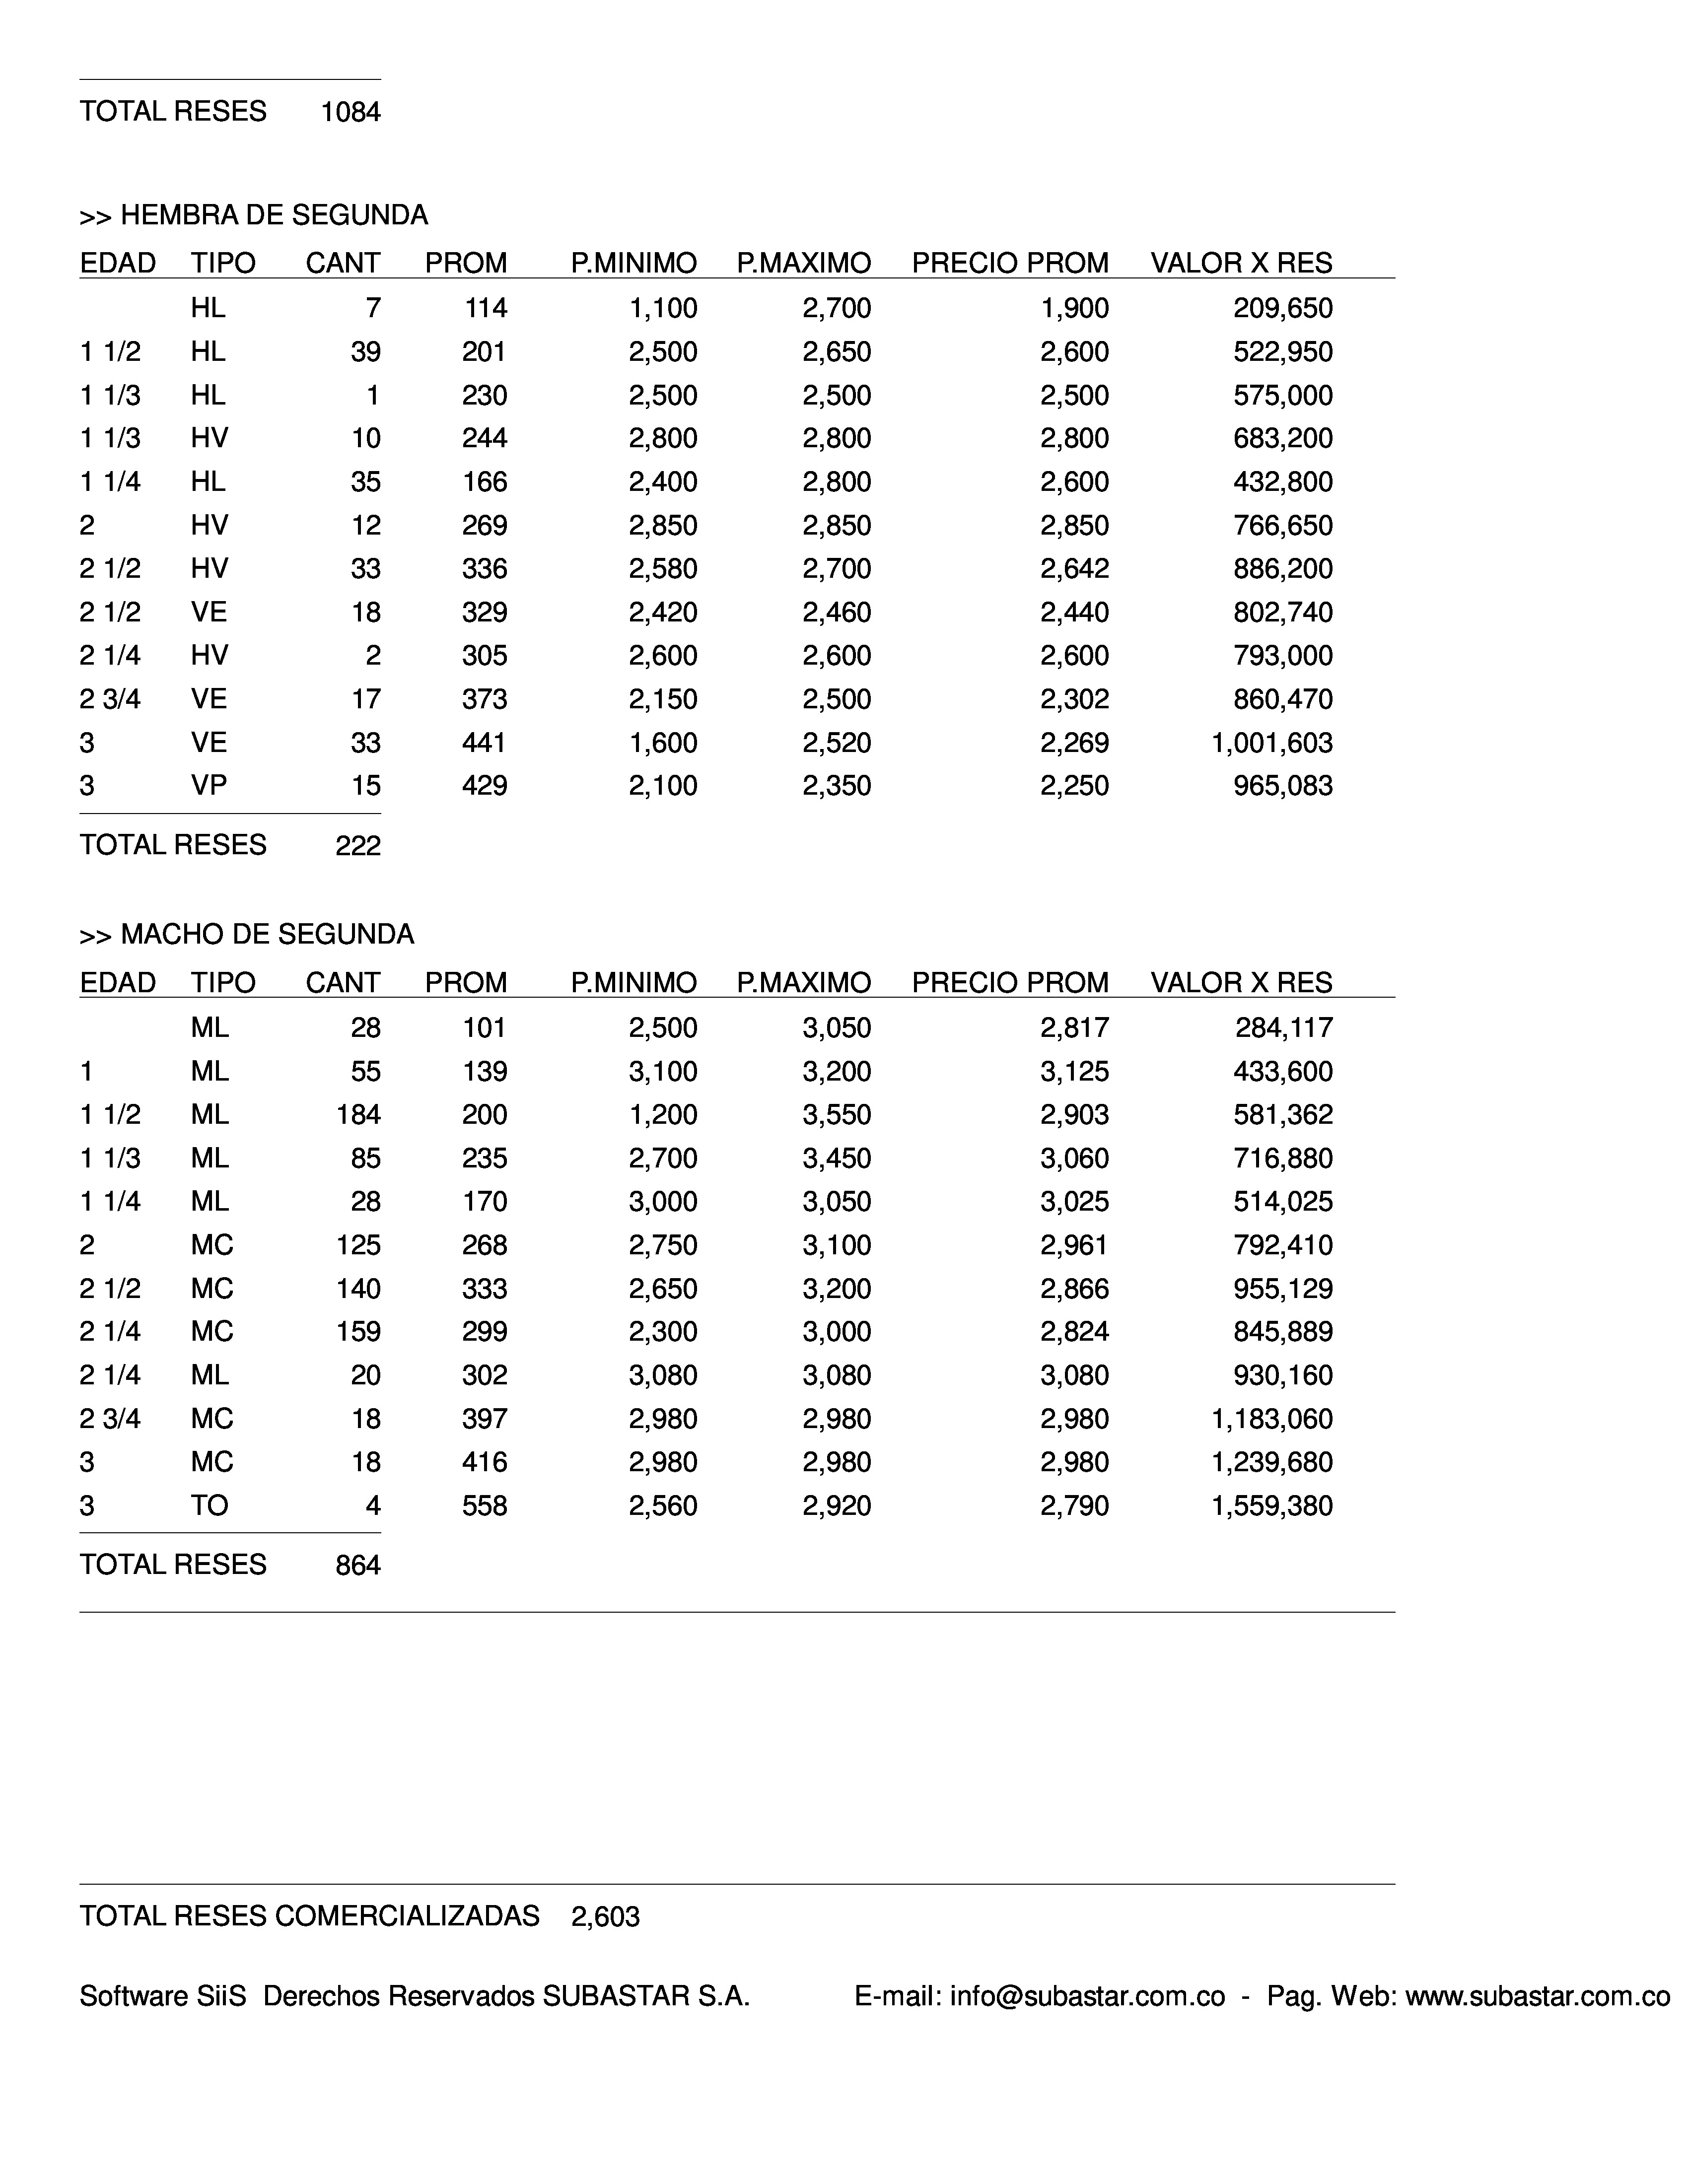 TOTAL RESES 1084
>> HEMBRA DE SEGUNDA
EDAD TIPO CANT PROM P.MINIMO P.MAXIMO PRECIO PROM VALOR X RES
HL 7 114 1,100 2,700 1,900 209,650
1 1/2 HL 39 201 2,500 2,650 2,600 522,950
1 1/3 HL 1 230 2,500 2,500 2,500 575,000
1 1/3 HV 10 244 2,800 2,800 2,800 683,200
1 1/4 HL 35 166 2,400 2,800 2,600 432,800
2 HV 12 269 2,850 2,850 2,850 766,650
2 1/2 HV 33 336 2,580 2,700 2,642 886,200
2 1/2 VE 18 329 2,420 2,460 2,440 802,740
2 1/4 HV 2 305 2,600 2,600 2,600 793,000
2 3/4 VE 17 373 2,150 2,500 2,302 860,470
3 VE 33 441 1,600 2,520 2,269 1,001,603
3 VP 15 429 2,100 2,350 2,250 965,083
TOTAL RESES 222
>> MACHO DE SEGUNDA
EDAD TIPO CANT PROM P.MINIMO P.MAXIMO PRECIO PROM VALOR X RES
ML 28 101 2,500 3,050 2,817 284,117
1 ML 55 139 3,100 3,200 3,125 433,600
1 1/2 ML 184 200 1,200 3,550 2,903 581,362
1 1/3 ML 85 235 2,700 3,450 3,060 716,880
1 1/4 ML 28 170 3,000 3,050 3,025 514,025
2 MC 125 268 2,750 3,100 2,961 792,410
2 1/2 MC 140 333 2,650 3,200 2,866 955,129
2 1/4 MC 159 299 2,300 3,000 2,824 845,889
2 1/4 ML 20 302 3,080 3,080 3,080 930,160
2 3/4 MC 18 397 2,980 2,980 2,980 1,183,060
3 MC 18 416 2,980 2,980 2,980 1,239,680
3 TO 4 558 2,560 2,920 2,790 1,559,380
TOTAL RESES 864
TOTAL RESES COMERCIALIZADAS 2,603
Software SiiS Derechos Reservados SUBASTAR S.A. E-mail: info@subastar.com.co - Pag. Web: www.subastar.com.co